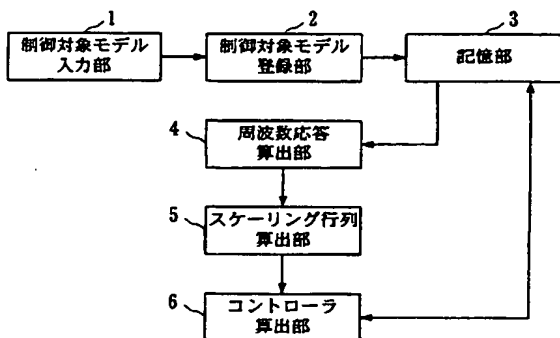 1
制御対象モデル
入力部
2
制御対象モデル
登録部
3
記憶部
4
周波数応答
算出部
5
スケーリング行列
算出部
6
コントローラ
算出部